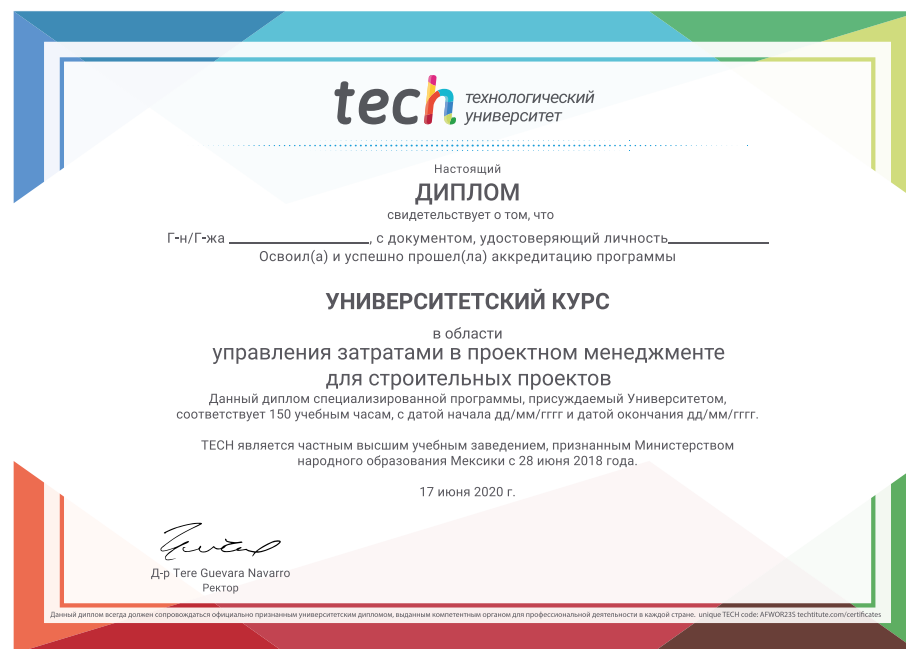 tech технологический
университет
Настоящий
ДИПЛОМ
свидетельствует о том, что
Г-н/Г-жа ____________________, с документом, удостоверяющий личность______________
Освоил(а) и успешно прошел(ла) аккредитацию программы
УНИВЕРСИТЕТСКИЙ КУРС
в области
управления затратами в проектном менеджменте
для строительных проектов
Данный диплом специализированной программы, присуждаемый Университетом,
соответствует 150 учебным часам, с датой начала дд/мм/гггг и датой окончания дд/мм/гггг.
TECH является частным высшим учебным заведением, признанным Министерством
народного образования Мексики с 28 июня 2018 года.
17 июня 2020 г.
Д-р Tere Guevara Navarro
Ректор
Данный диплом всегда должен сопровождаться официально признанным университетским дипломом, выданным компетентным органом для профессиональной деятельности в каждой стране. unique TECH code: AFWOR23S techtitute.com/certificates